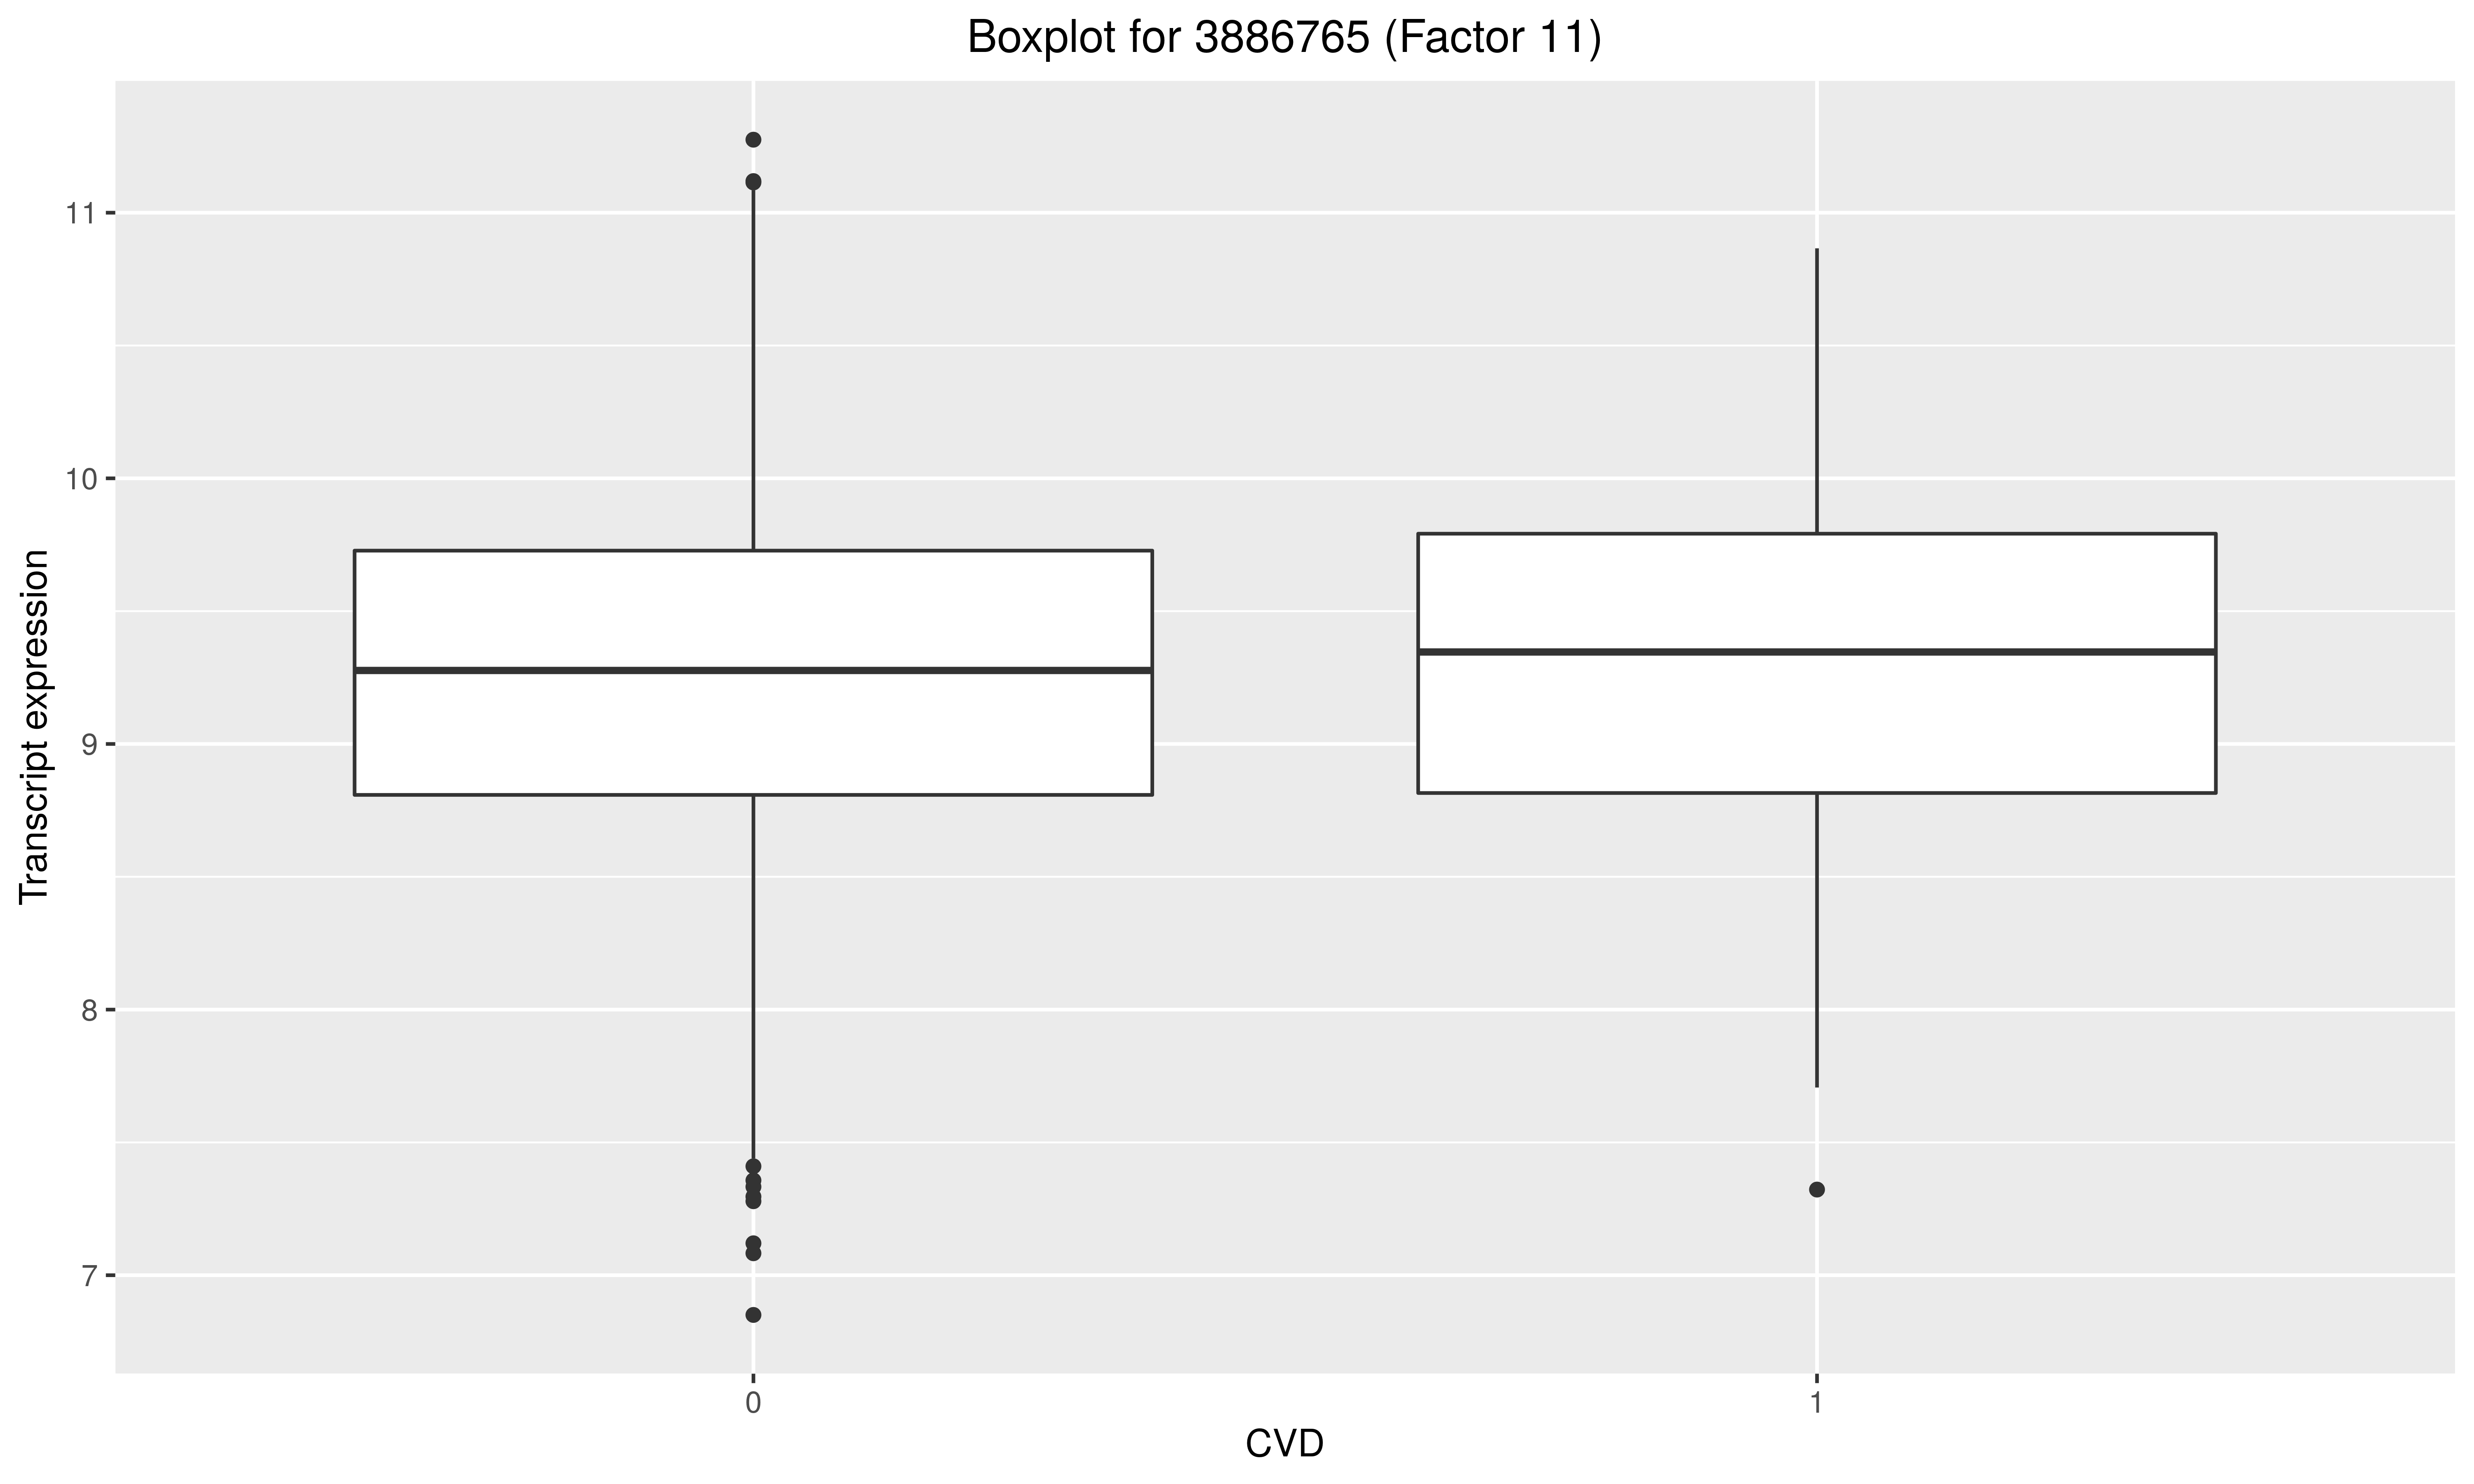 Boxplot for 3886765 (Factor 11)
Transcript expression
11
10
9
8
7
0
1
CVD